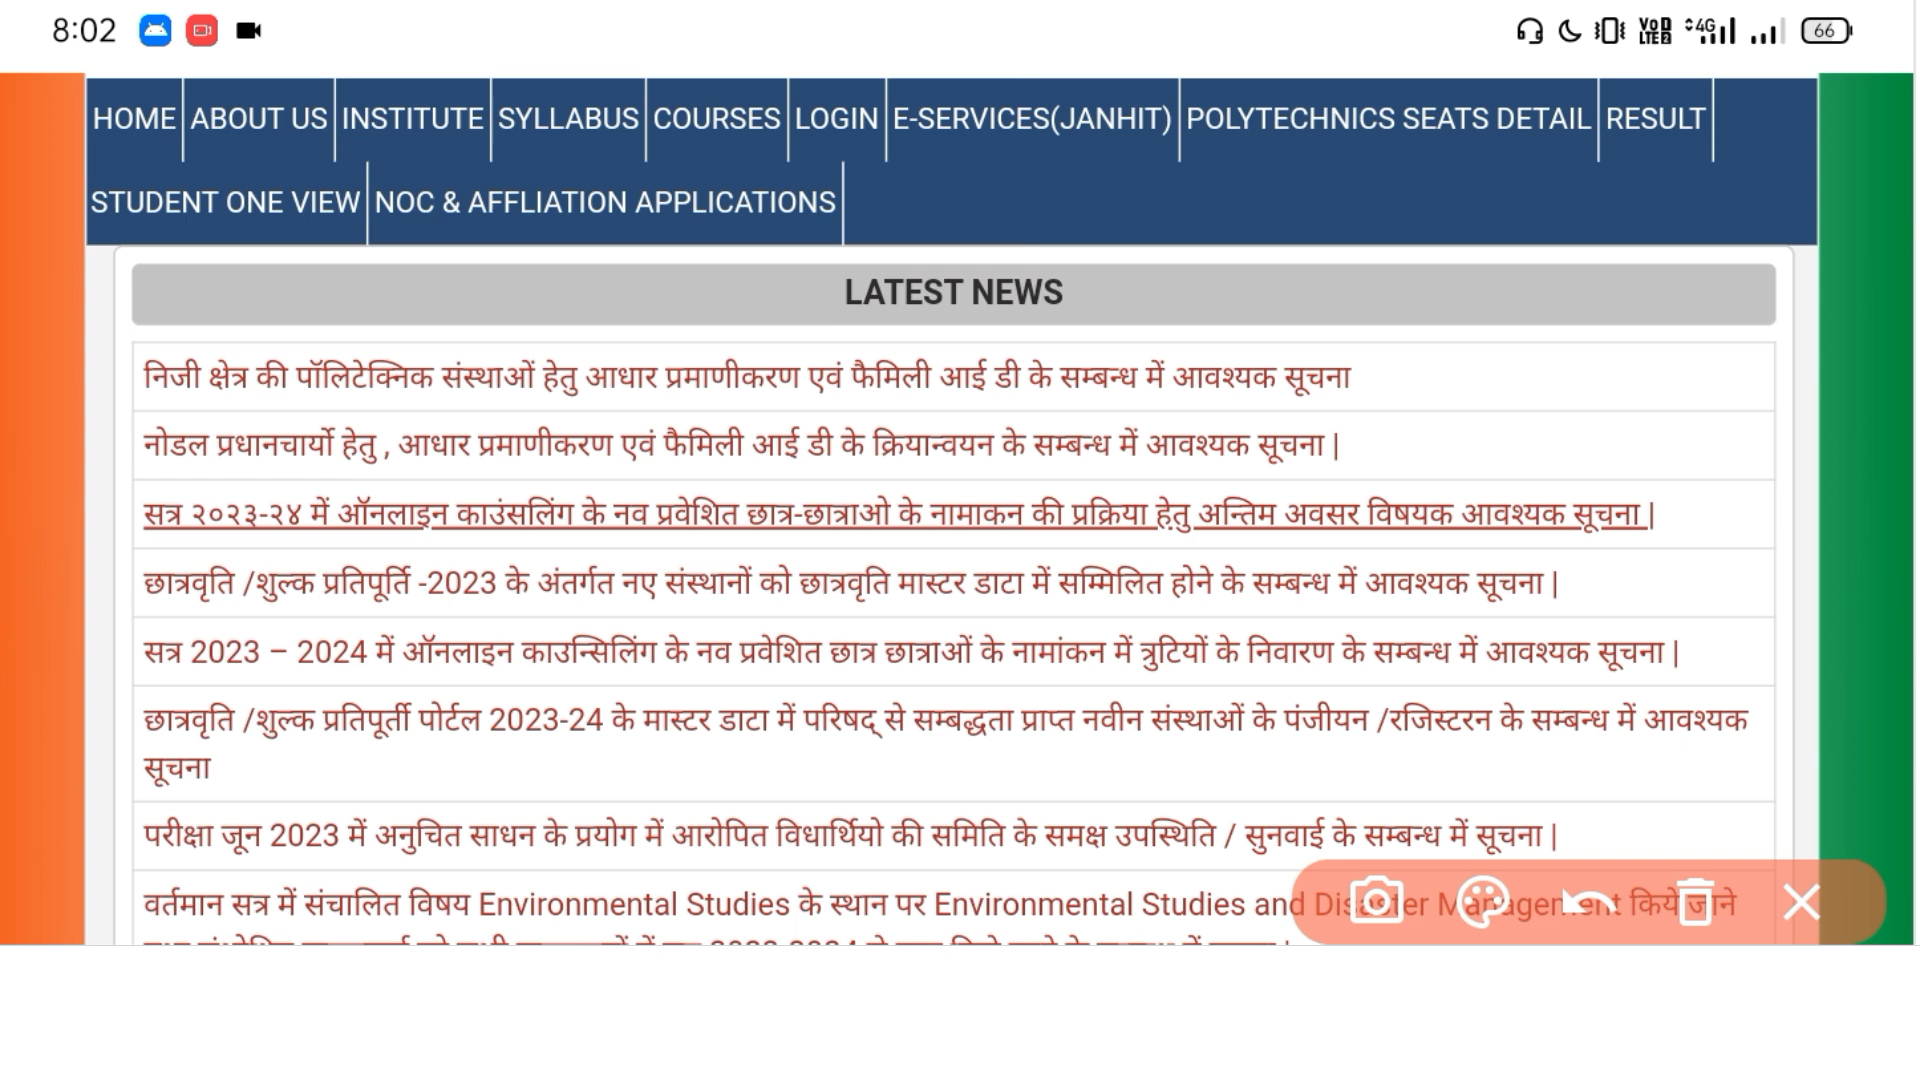 8:02
VoD LTE2
4G
66
HOME ABOUT US INSTITUTE SYLLABUS COURSES LOGIN E-SERVICES(JANHIT) POLYTECHNICS SEATS DETAIL RESULT
STUDENT ONE VIEW NOC & AFFLIATION APPLICATIONS
LATEST NEWS
निजी क्षेत्र की पॉलिटेक्निक संस्थाओं हेतु आधार प्रमाणीकरण एवं फैमिली आई डी के सम्बन्ध में आवश्यक सूचना
नोडल प्रधानचार्यो हेतु , आधार प्रमाणीकरण एवं फैमिली आई डी के क्रियान्वयन के सम्बन्ध में आवश्यक सूचना |
सत्र २०२३-२४ में ऑनलाइन काउंसलिंग के नव प्रवेशित छात्र-छात्राओ के नामाकन की प्रक्रिया हेतु अन्तिम अवसर विषयक आवश्यक सूचना |
छात्रवृति /शुल्क प्रतिपूर्ति -2023 के अंतर्गत नए संस्थानों को छात्रवृति मास्टर डाटा में सम्मिलित होने के सम्बन्ध में आवश्यक सूचना |
सत्र 2023 – 2024 में ऑनलाइन काउन्सिलिंग के नव प्रवेशित छात्र छात्राओं के नामांकन में त्रुटियों के निवारण के सम्बन्ध में आवश्यक सूचना |
छात्रवृति /शुल्क प्रतिपूर्ती पोर्टल 2023-24 के मास्टर डाटा में परिषद् से सम्बद्धता प्राप्त नवीन संस्थाओं के पंजीयन /रजिस्टरन के सम्बन्ध में आवश्यक
सूचना
परीक्षा जून 2023 में अनुचित साधन के प्रयोग में आरोपित विधार्थियो की समिति के समक्ष उपस्थिति / सुनवाई के सम्बन्ध में सूचना |
वर्तमान सत्र में संचालित विषय Environmental Studies के स्थान पर Environmental Studies and Disaster Management किये जाने